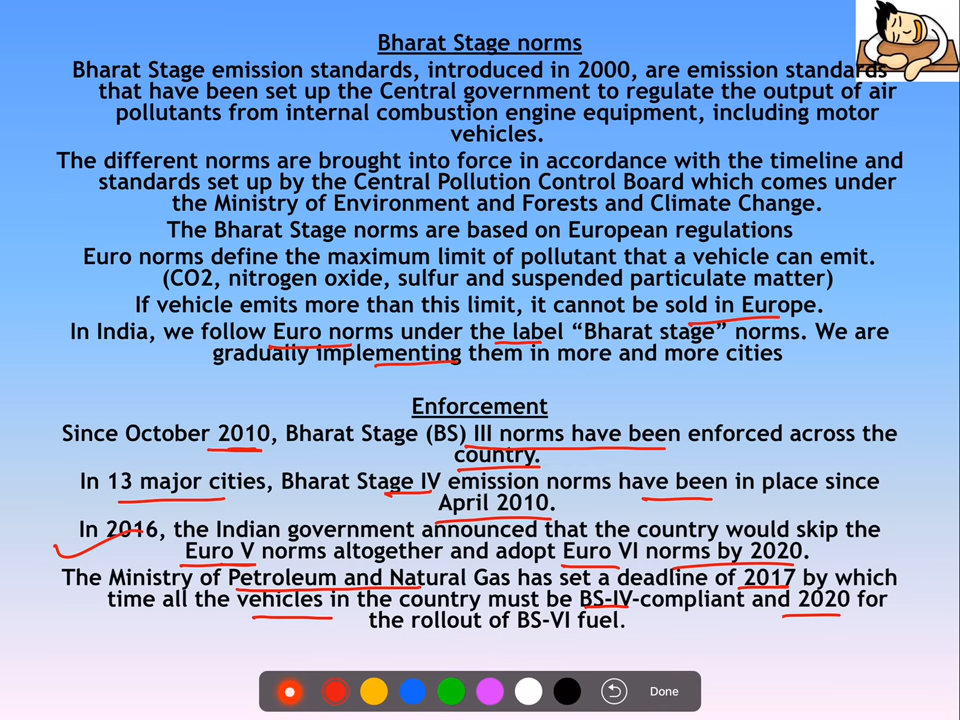 Bharat Stage norms
Bharat Stage emission standards, introduced in 2000, are emission standards
that have been set up the Central government to regulate the output of air
pollutants from internal combustion engine equipment, including motor
vehicles.
The different norms are brought into force in accordance with the timeline and
standards set up by the Central Pollution Control Board which comes under
the Ministry of Environment and Forests and Climate Change.
The Bharat Stage norms are based on European regulations
Euro norms define the maximum limit of pollutant that a vehicle can emit.
(CO2, nitrogen oxide, sulfur and suspended particulate matter)
If vehicle emits more than this limit, it cannot be sold in Europe.
In India, we follow Euro norms under the label “Bharat stage” norms. We are
gradually implementing them in more and more cities
Enforcement
Since October 2010, Bharat Stage (BS) III norms have been enforced across the
country.
In 13 major cities, Bharat Stage IV emission norms have been in place since
April 2010.
In 2016, the Indian government announced that the country would skip the
Euro V norms altogether and adopt Euro VI norms by 2020.
The Ministry of Petroleum and Natural Gas has set a deadline of 2017 by which
time all the vehicles in the country must be BS-IV-compliant and 2020 for
the rollout of BS-VI fuel.
Done